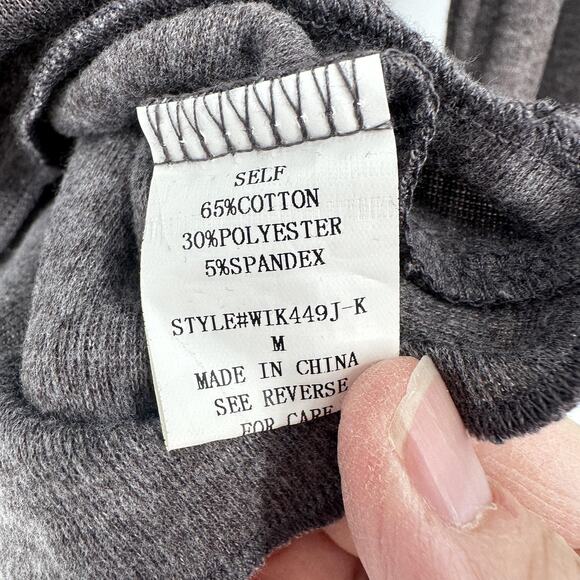 SELF
65%COTTON
30%POLYESTER
5%SPANDEX
STYLE#WIK449J-K
M
MADE IN CHINA
SEE REVERSE
FOR CARE